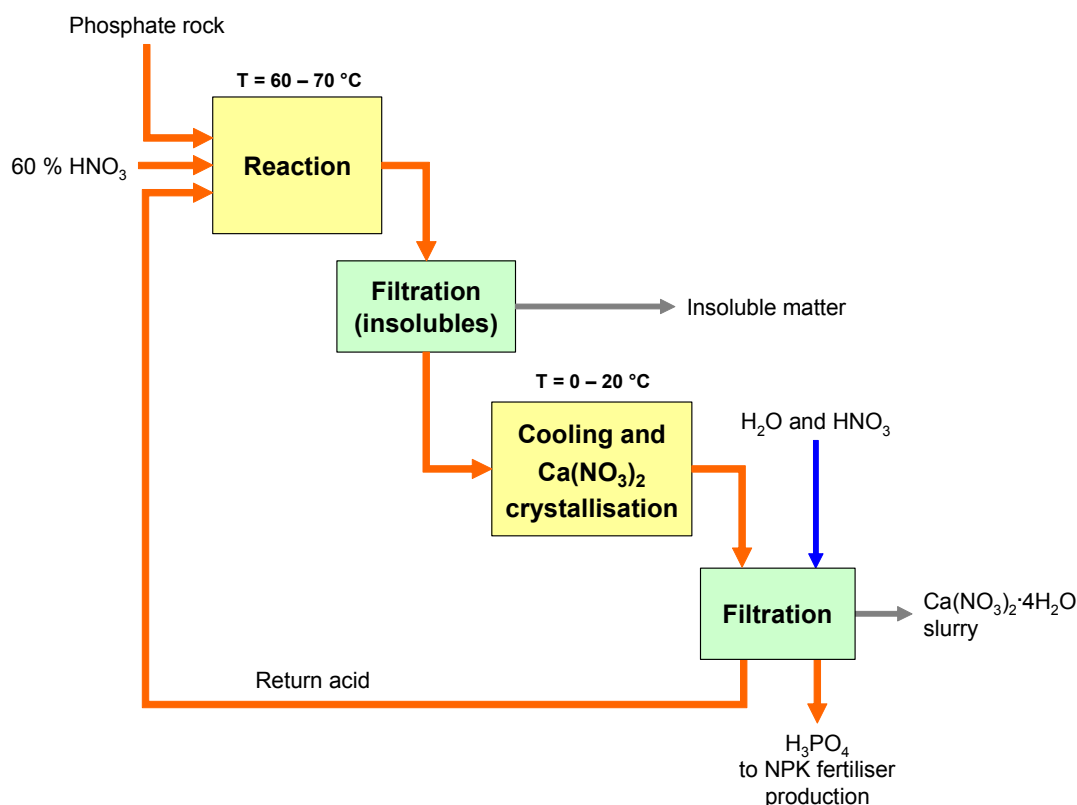 Phosphate rock
T = 60 – 70 °C
60 % HNO₃
Reaction
Filtration
(insolubles)
Insoluble matter
T = 0 – 20 °C
Cooling and
Ca(NO₃)₂
crystallisation
H₂O and HNO₃
Filtration
Ca(NO₃)₂·4H₂O
slurry
Return acid
H₃PO₄
to NPK fertiliser
production